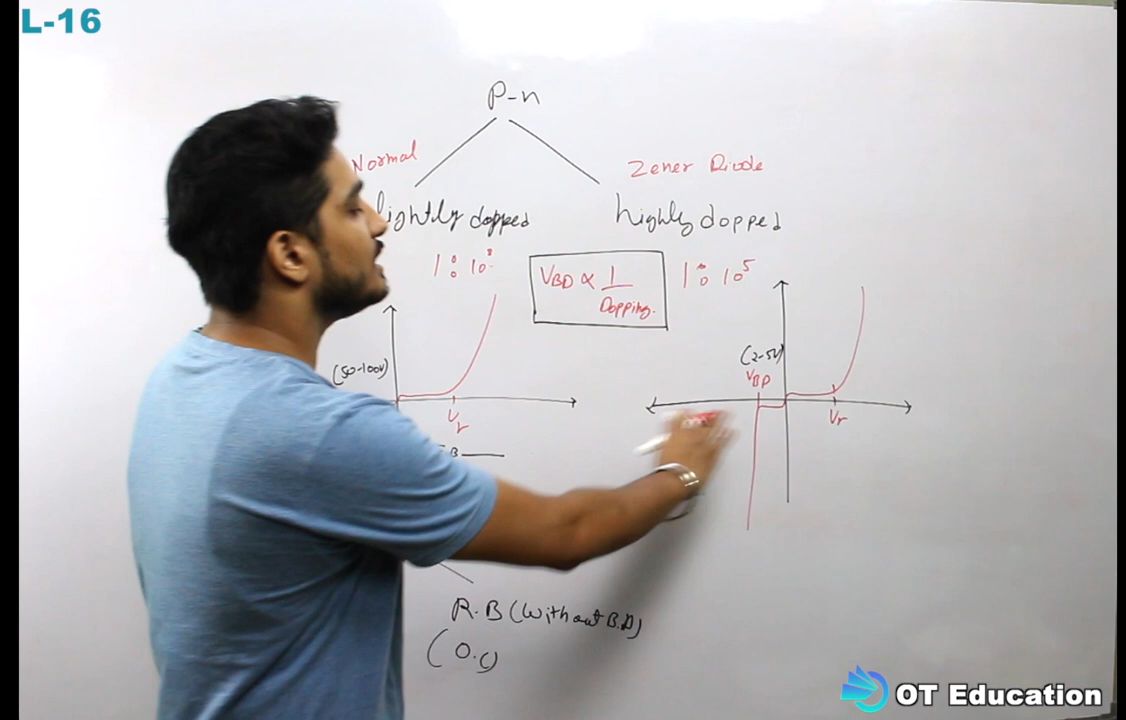 L-16
P-n
Normal
Zener Diode
lightly dopped
highly dopped
1 : 10⁸
VBD ∝ 1
Dopping.
1 : 10⁵
(50-100V)
(2-5V)
VBD
Vr
Vr
B
R.B (Without B.D)
(O.C)
OT Education